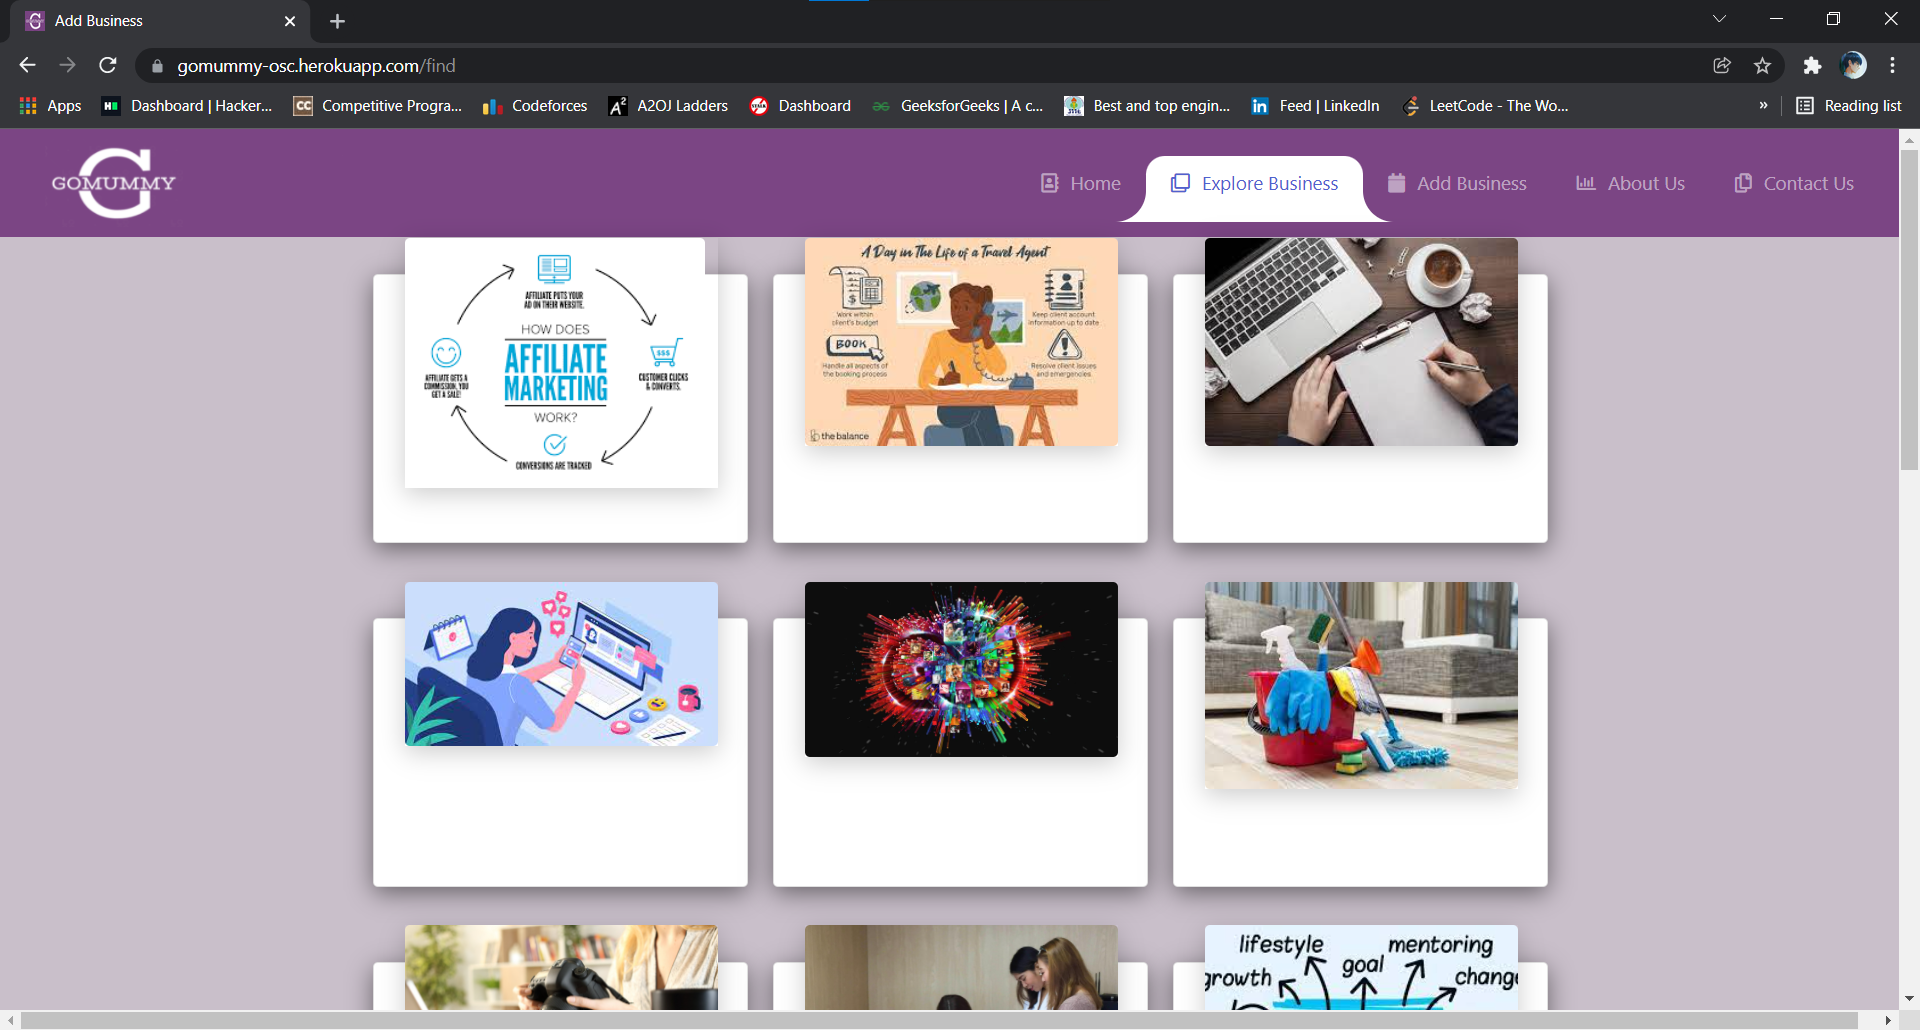 Add Business
gomummy-osc.herokuapp.com/find
Apps
Dashboard | Hacker...
CC
Competitive Progra...
Codeforces
A²
A2OJ Ladders
Dashboard
GeeksforGeeks | A c...
Best and top engin...
in
Feed | LinkedIn
LeetCode - The Wo...
»
Reading list
G
GOMUMMY
Home
Explore Business
Add Business
About Us
Contact Us
AFFILIATE PUTS YOUR
AD ON THEIR WEBSITE.
HOW DOES
AFFILIATE
MARKETING
WORK?
$$$
CUSTOMER CLICKS
& CONVERTS.
AFFILIATE GETS A
COMMISSION. YOU
GET A SALE!
CONVERSIONS ARE TRACKED
A Day in The Life of a Travel Agent
Work within
client's budget
Keep client account
information up to date
BOOK
Handle all aspects of
the booking process
Resolve client issues
and emergencies.
the balance
lifestyle
mentoring
growth
goal
change